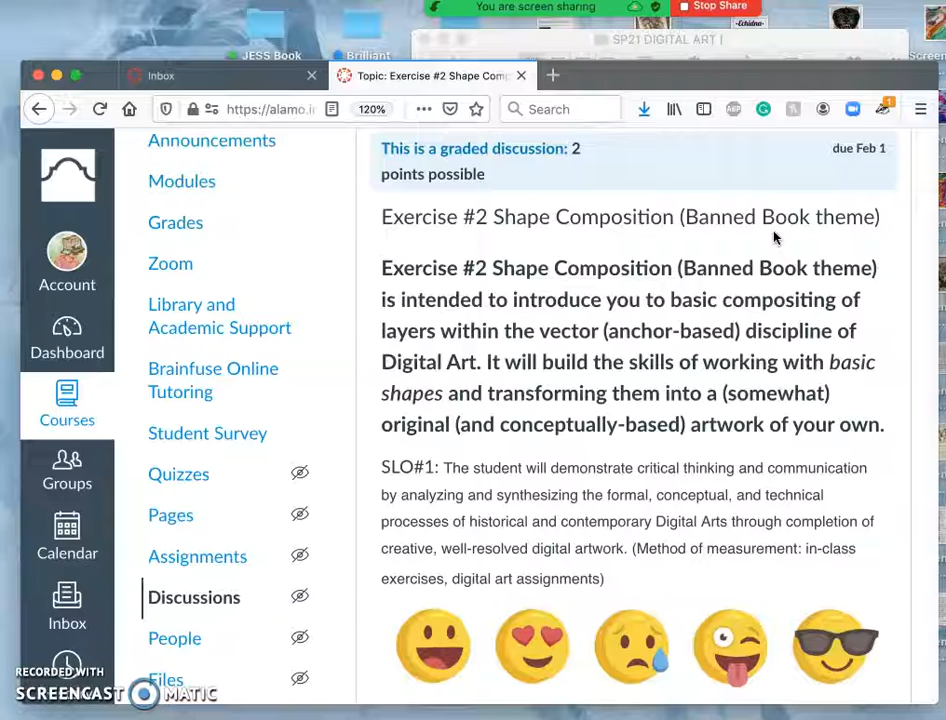 You are screen sharing
Stop Share
JESS Book
Brilliant
Echidna
Screen
SP21 DIGITAL ART I
Inbox
Topic: Exercise #2 Shape Comp
https://alamo.i
120%
Search
ABP
1
Announcements
Modules
Grades
Zoom
Library and
Academic Support
Brainfuse Online
Tutoring
Student Survey
Quizzes
Pages
Assignments
Discussions
People
Files
Account
Dashboard
Courses
Groups
Calendar
Inbox
This is a graded discussion: 2
points possible
due Feb 1
Exercise #2 Shape Composition (Banned Book theme)
Exercise #2 Shape Composition (Banned Book theme)
is intended to introduce you to basic compositing of
layers within the vector (anchor-based) discipline of
Digital Art. It will build the skills of working with basic
shapes and transforming them into a (somewhat)
original (and conceptually-based) artwork of your own.
SLO#1: The student will demonstrate critical thinking and communication
by analyzing and synthesizing the formal, conceptual, and technical
processes of historical and contemporary Digital Arts through completion of
creative, well-resolved digital artwork. (Method of measurement: in-class
exercises, digital art assignments)
RECORDED WITH
SCREENCAST MATIC